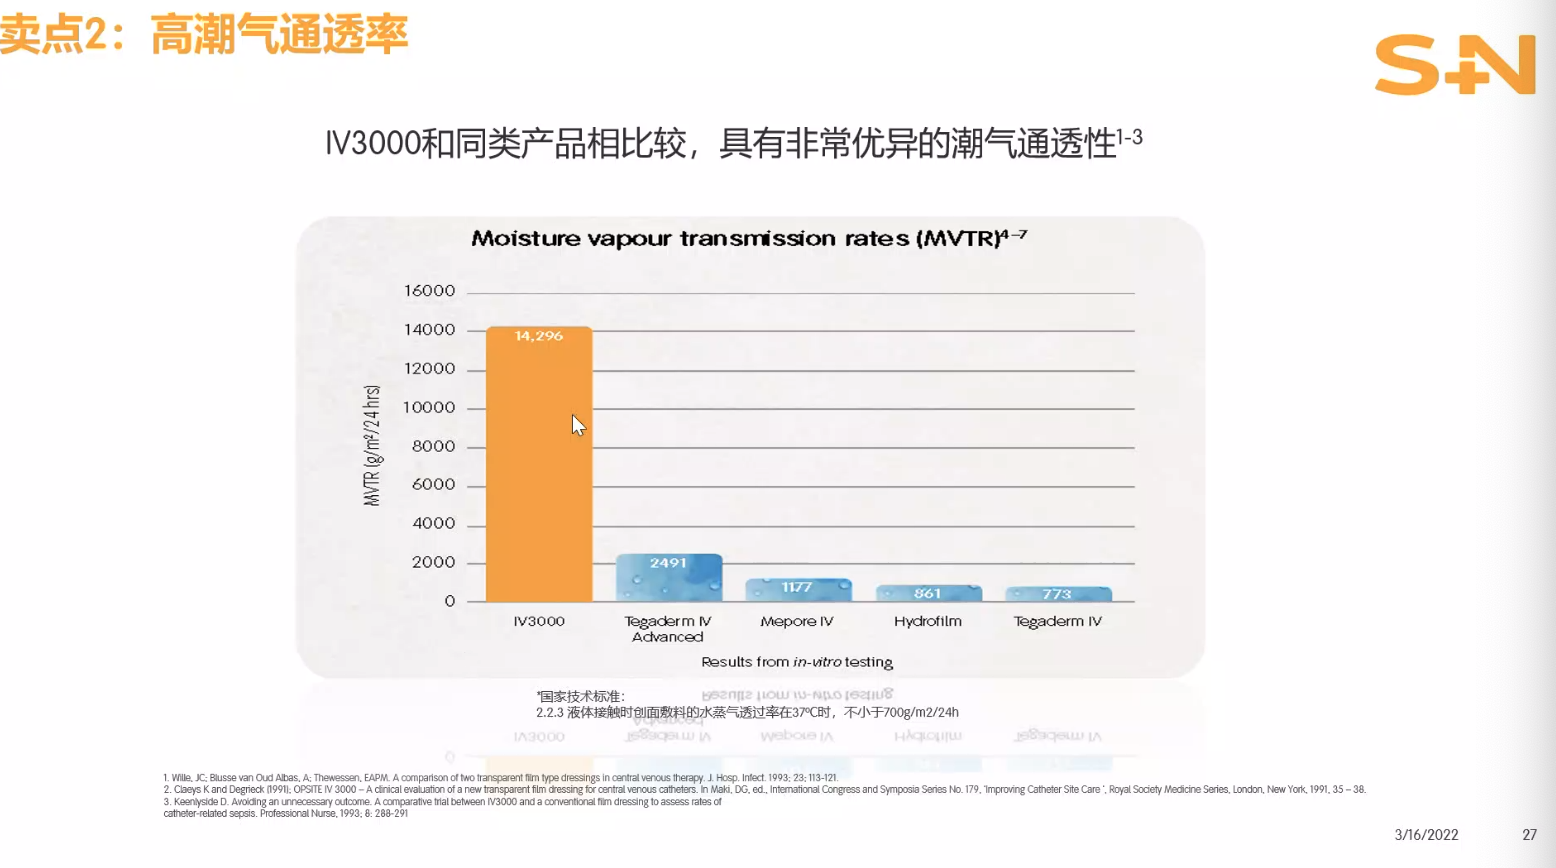 卖点2：高潮气通透率
S+N
IV3000和同类产品相比较，具有非常优异的潮气通透性1-3
Moisture vapour transmission rates (MVTR)4–7
MVTR (g/m²/24 hrs)
16000
14000
12000
10000
8000
6000
4000
2000
0
14,296
2491
1177
861
773
IV3000
Tegaderm IV Advanced
Mepore IV
Hydrofilm
Tegaderm IV
Results from in-vitro testing
*国家技术标准：
2.2.3 液体接触时创面敷料的水蒸气透过率在37ºC时，不小于700g/m2/24h
1. Wille, JC; Blusse van Oud Albas, A; Thewessen, EAPM. A comparison of two transparent film type dressings in central venous therapy. J. Hosp. Infect. 1993; 23; 113-121.
2. Claeys K and Degrieck (1991); OPSITE IV 3000 – A clinical evaluation of a new transparent film dressing for central venous catheters. In Maki, DG, ed., International Congress and Symposia Series No. 179, 'Improving Catheter Site Care ', Royal Society Medicine Series, London, New York, 1991, 35 – 38.
3. Keenlyside D. Avoiding an unnecessary outcome. A comparative trial between IV3000 and a conventional film dressing to assess rates of
catheter-related sepsis. Professional Nurse, 1993; 8: 288-291
3/16/2022
27